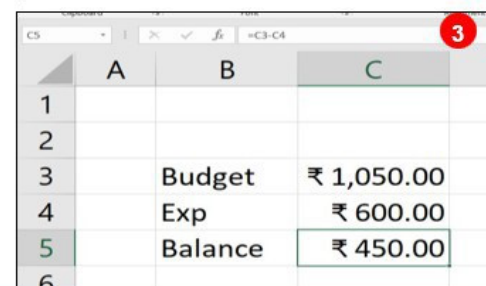 C5 fx =C3-C4 3
A B C
1
2
3 Budget ₹ 1,050.00
4 Exp ₹ 600.00
5 Balance ₹ 450.00
6